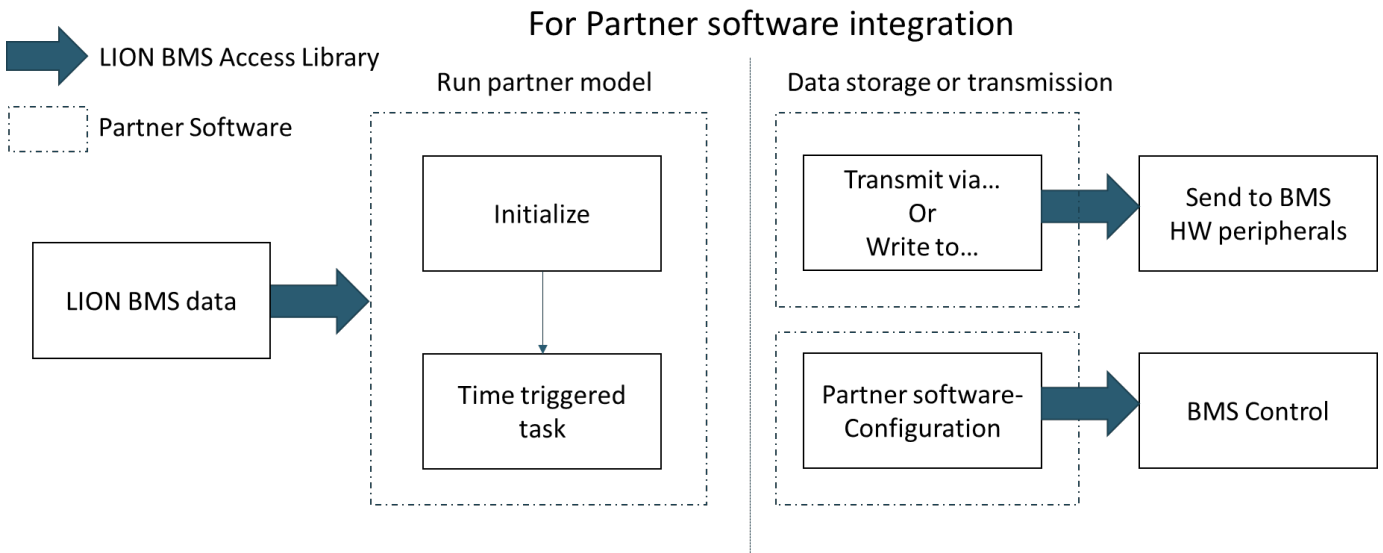 For Partner software integration
LION BMS Access Library
Partner Software
Run partner model
Data storage or transmission
LION BMS data
Initialize
Time triggered
task
Transmit via…
Or
Write to…
Send to BMS
HW peripherals
Partner software-
Configuration
BMS Control